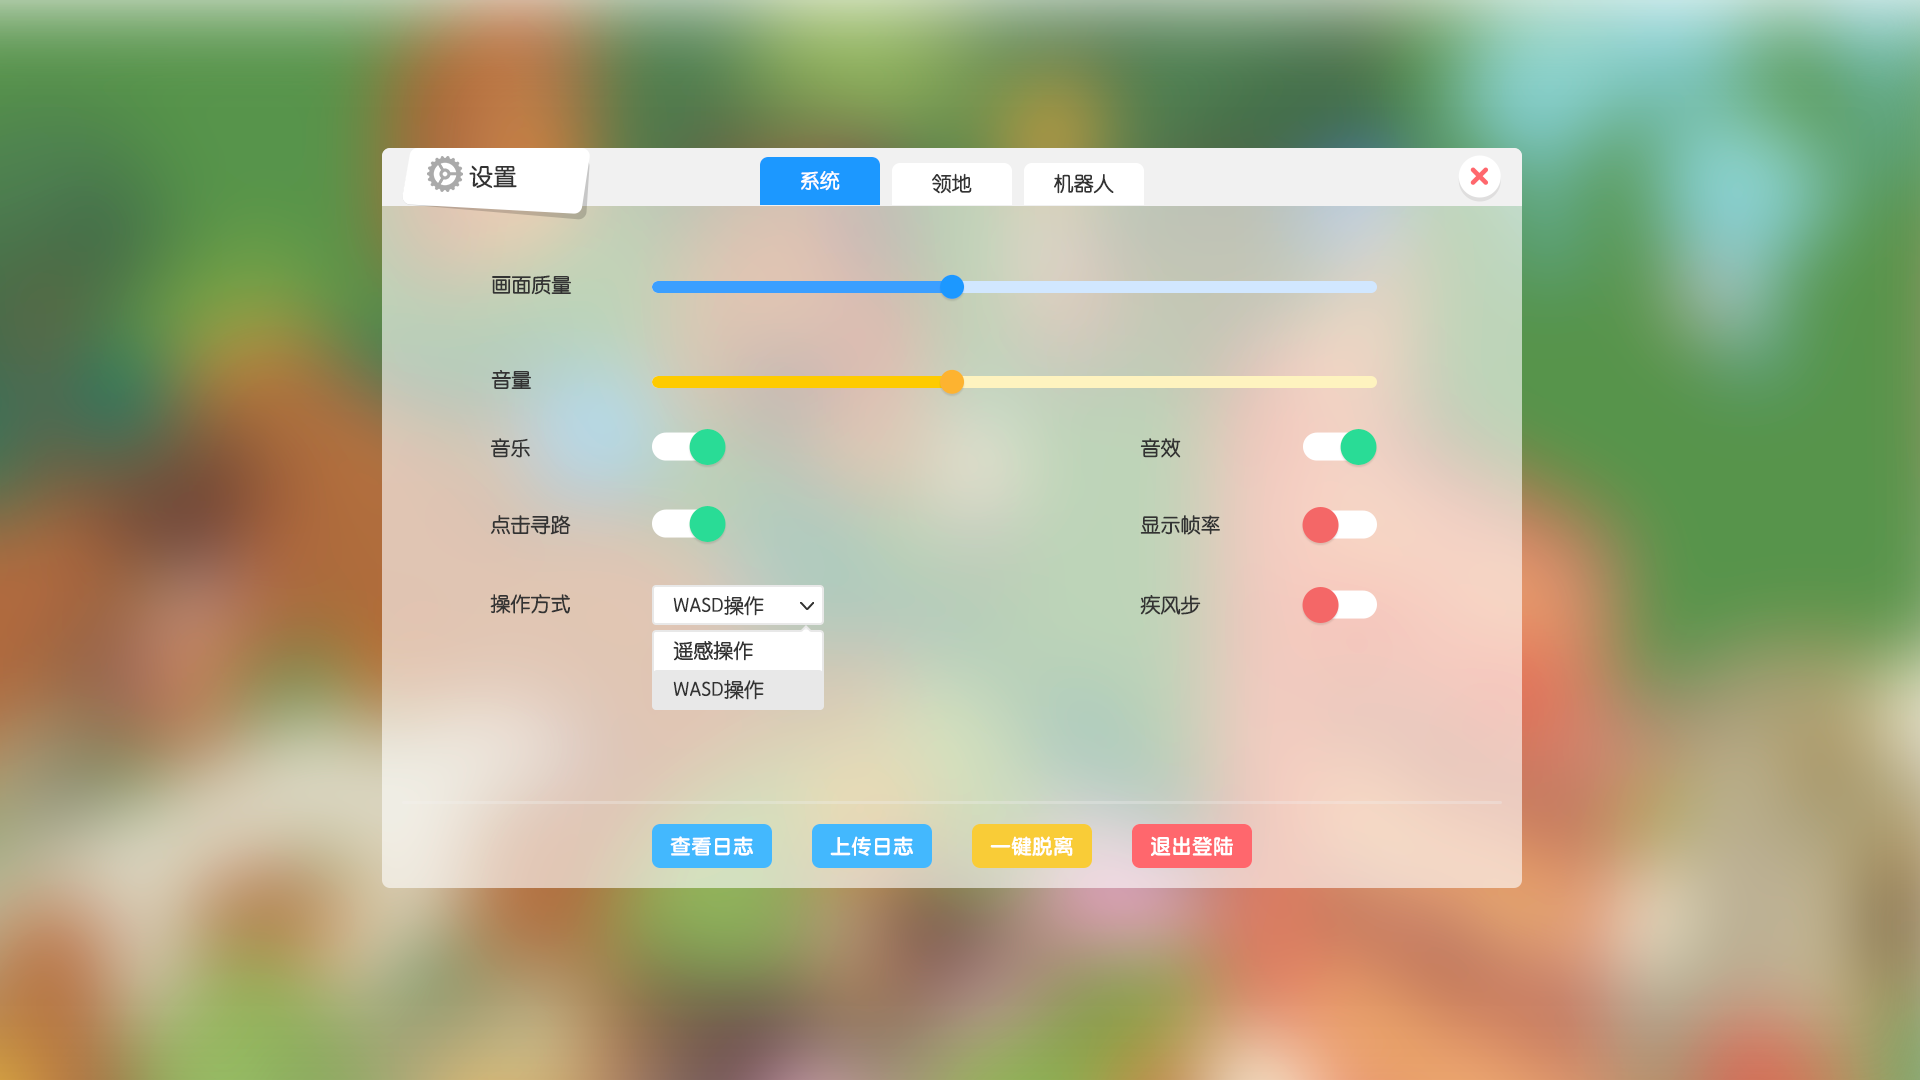 设置
系统
领地
机器人
画面质量
音量
音乐
音效
点击寻路
显示帧率
操作方式
WASD操作
疾风步
遥感操作
WASD操作
查看日志
上传日志
一键脱离
退出登陆